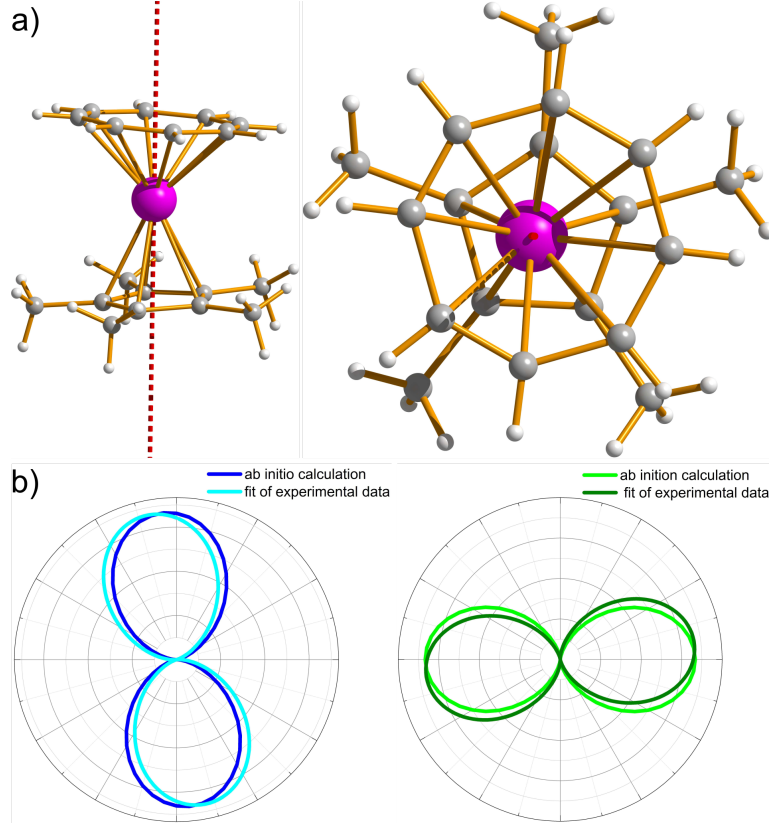 a)
b)
ab initio calculation
fit of experimental data
ab inition calculation
fit of experimental data